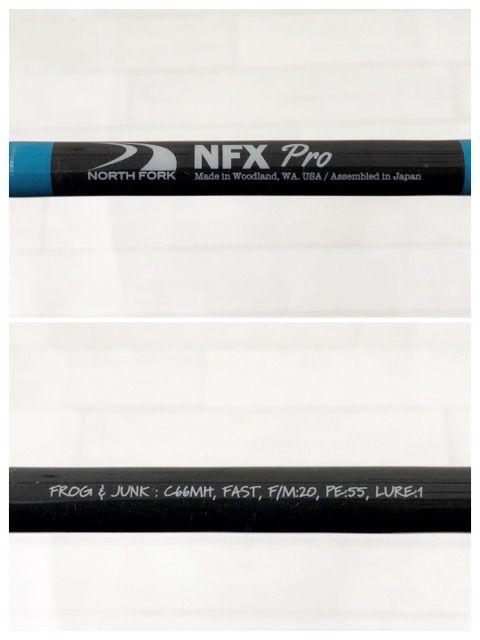 NORTH FORK
NFX Pro
Made in Woodland, WA. USA / Assembled in Japan
FROG & JUNK : C66MH, FAST, F/M:20, PE:55, LURE:1